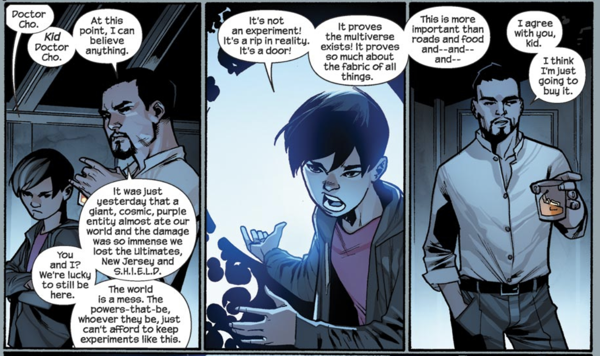 Doctor
Cho.
Kid
Doctor
Cho.
At this
point, I can
believe
anything.
It was just
yesterday that a
giant, cosmic, purple
entity almost ate our
world and the damage
was so immense we
lost the Ultimates,
New Jersey and
S.H.I.E.L.D.
You
and I?
We're lucky
to still be
here.
The world
is a mess. The
powers-that-be,
whoever they be, just
can't afford to keep
experiments like this.
It's not
an experiment!
It's a rip in reality.
It's a door!
It proves
the multiverse
exists! It proves
so much about
the fabric of all
things.
This is more
important than
roads and food
and--and--
and--
I agree
with you,
kid.
I think
I'm just
going to
buy it.